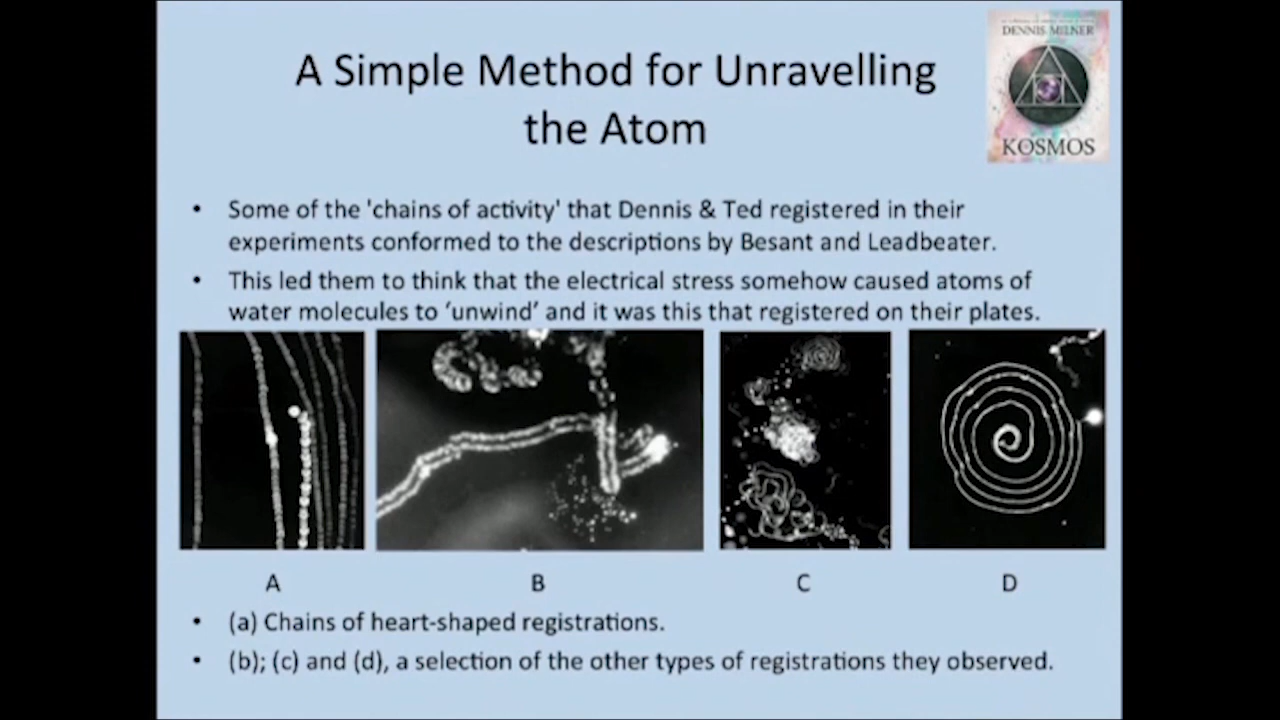 A Simple Method for Unravelling
the Atom
DENNIS MILNER
KOSMOS
• Some of the 'chains of activity' that Dennis & Ted registered in their
experiments conformed to the descriptions by Besant and Leadbeater.
• This led them to think that the electrical stress somehow caused atoms of
water molecules to ‘unwind’ and it was this that registered on their plates.
A
B
C
D
• (a) Chains of heart-shaped registrations.
• (b); (c) and (d), a selection of the other types of registrations they observed.